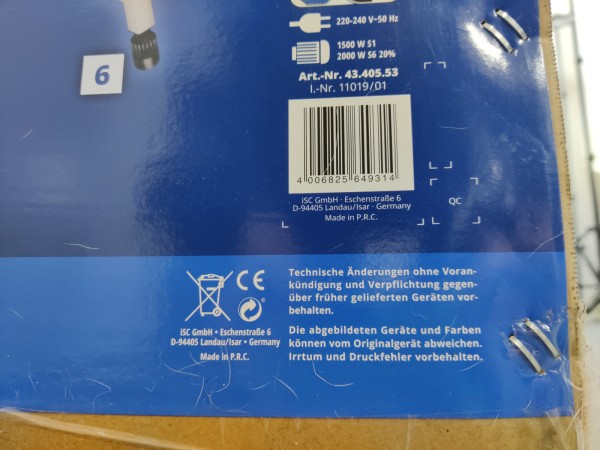 6
220-240 V~50 Hz
1500 W S1
2000 W S6 20%
Art.-Nr. 43.405.53
I.-Nr. 11019/01
4 006825 649314
iSC GmbH · Eschenstraße 6
D-94405 Landau/Isar · Germany
Made in P.R.C.
QC
CE
iSC GmbH • Eschenstraße 6
D-94405 Landau/Isar • Germany
Made in P.R.C.
Technische Änderungen ohne Voran-
kündigung und Verpflichtung gegen-
über früher gelieferten Geräten vor-
behalten.
Die abgebildeten Geräte und Farben
können vom Originalgerät abweichen.
Irrtum und Druckfehler vorbehalten.